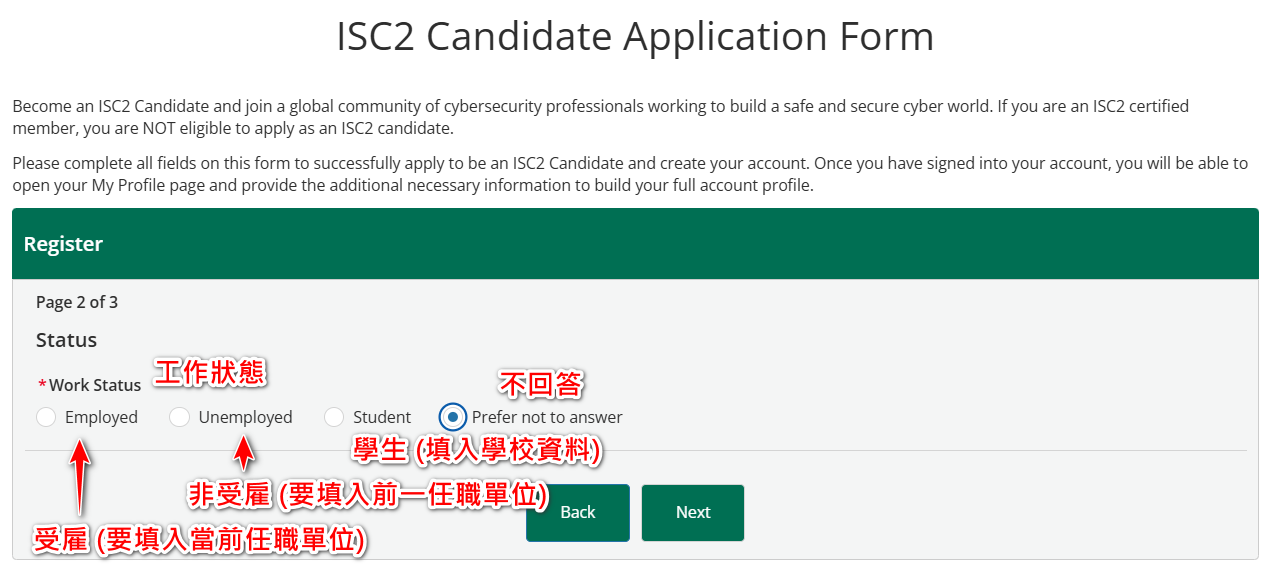 ISC2 Candidate Application Form
Become an ISC2 Candidate and join a global community of cybersecurity professionals working to build a safe and secure cyber world. If you are an ISC2 certified
member, you are NOT eligible to apply as an ISC2 candidate.
Please complete all fields on this form to successfully apply to be an ISC2 Candidate and create your account. Once you have signed into your account, you will be able to
open your My Profile page and provide the additional necessary information to build your full account profile.
Register
Page 2 of 3
Status
*Work Status 工作狀態
不回答
Employed Unemployed Student Prefer not to answer
學生 (填入學校資料)
非受雇 (要填入前一任職單位)
Back Next
受雇 (要填入當前任職單位)